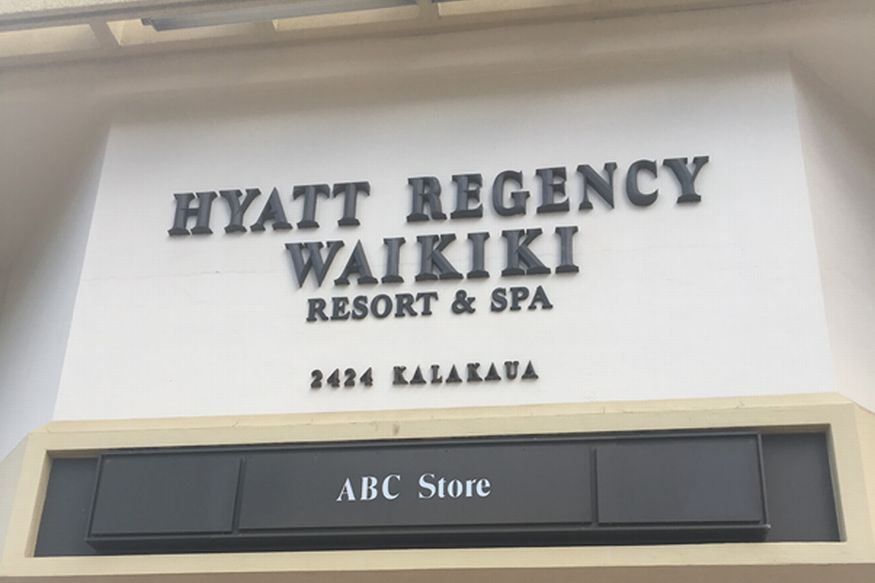 HYATT REGENCY
WAIKIKI
RESORT & SPA
2424 KALAKAUA
ABC Store